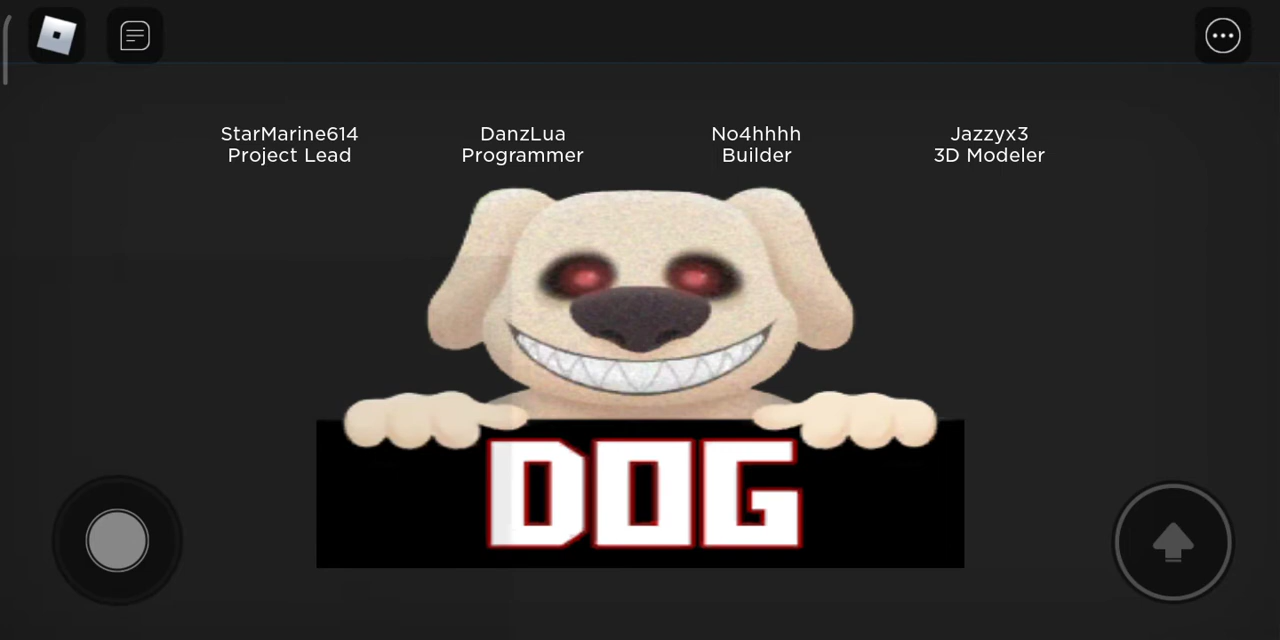 StarMarine614
Project Lead
DanzLua
Programmer
No4hhhh
Builder
Jazzyx3
3D Modeler
DOG